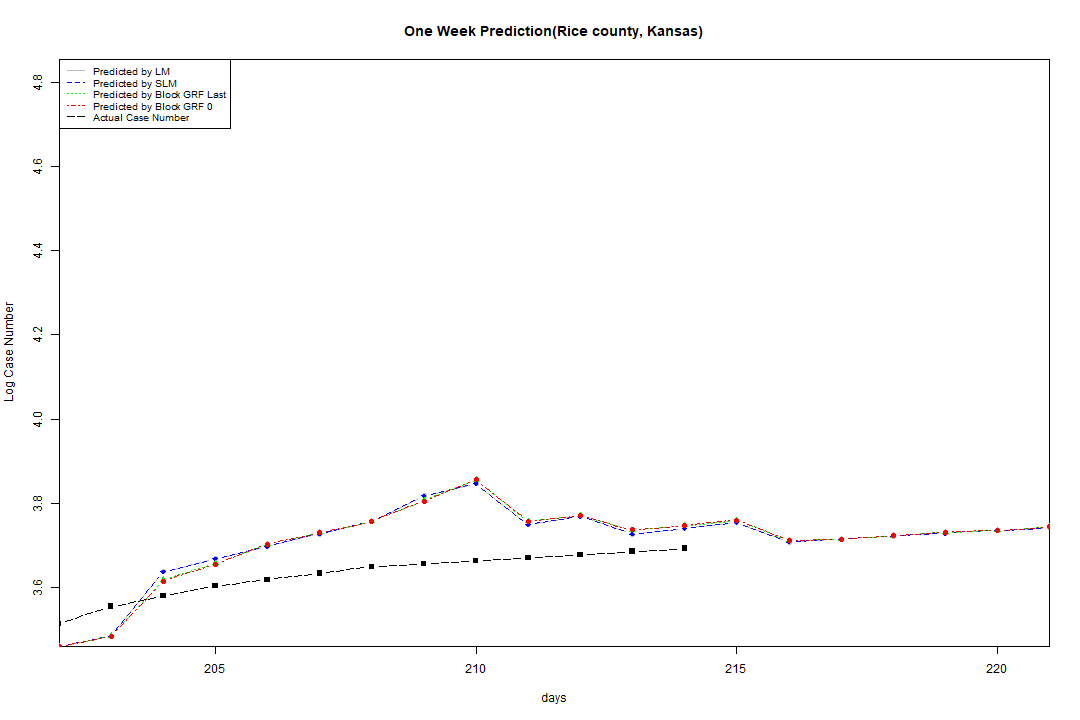 One Week Prediction(Rice county, Kansas)
Predicted by LM
Predicted by SLM
Predicted by Block GRF Last
Predicted by Block GRF 0
Actual Case Number
4.8
4.6
4.4
4.2
4.0
3.8
3.6
Log Case Number
205
210
215
220
days